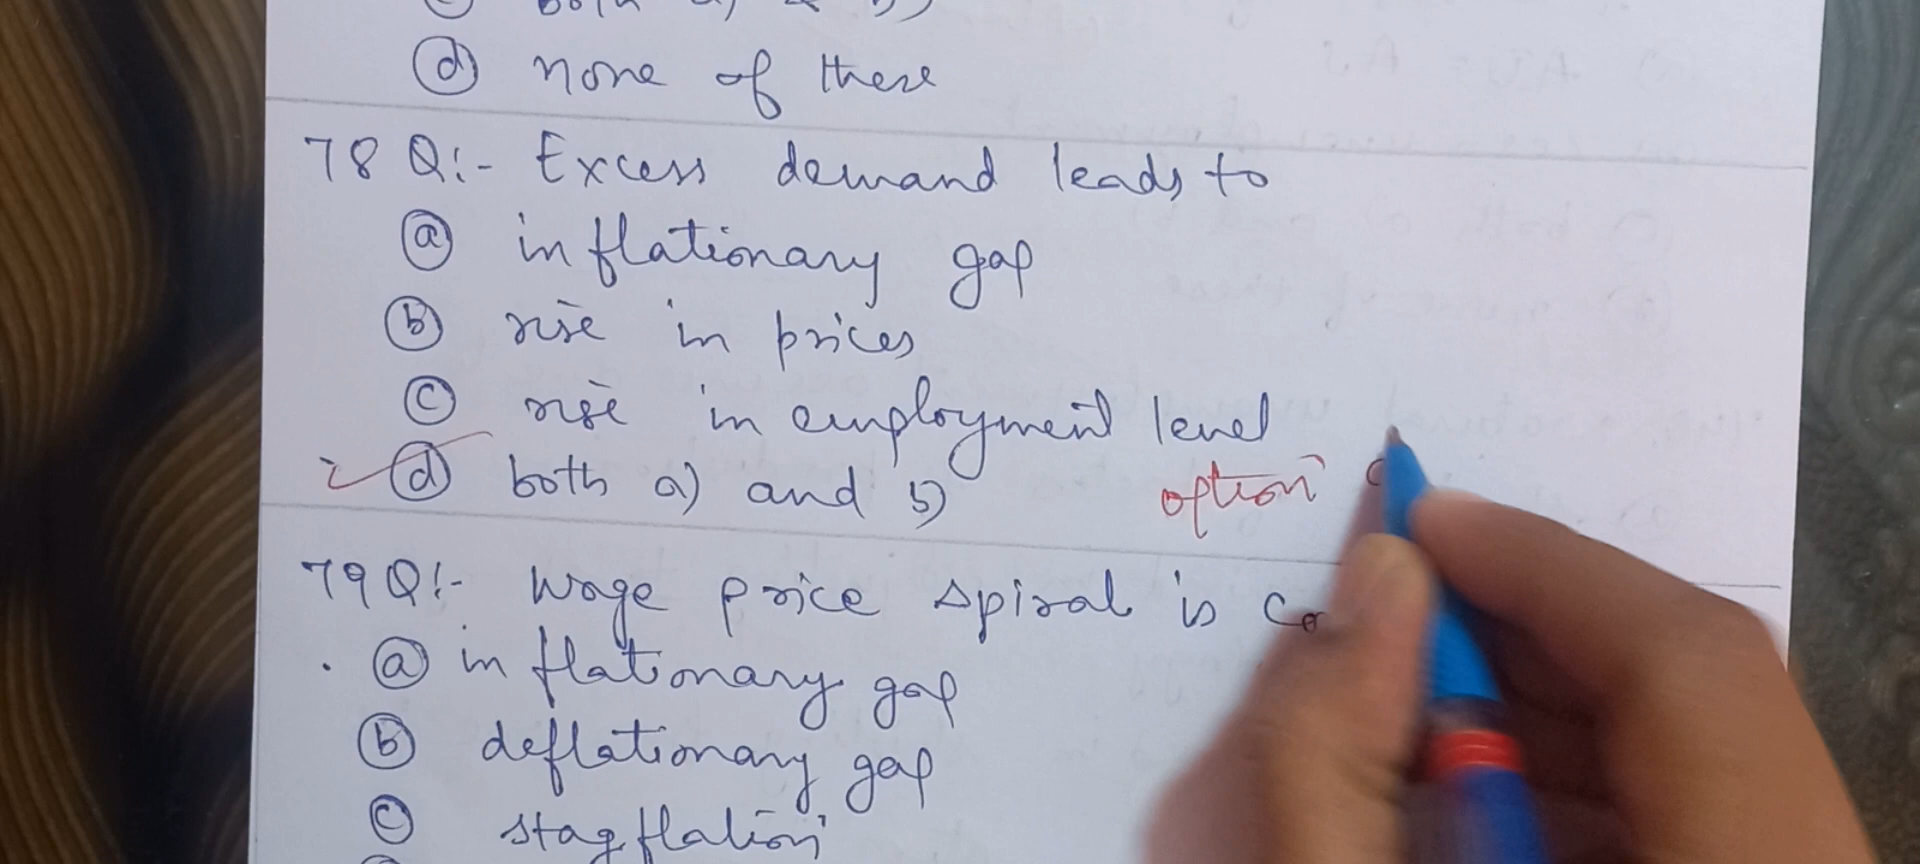 (d) none of these
78 Q:- Excess demand leads to
(a) inflationary gap
(b) rise in prices
(c) rise in employment level
(d) both a) and b)
option
79 Q!- Wage price spiral is
(a) inflationary gap
(b) deflationary gap
(c) stagflation